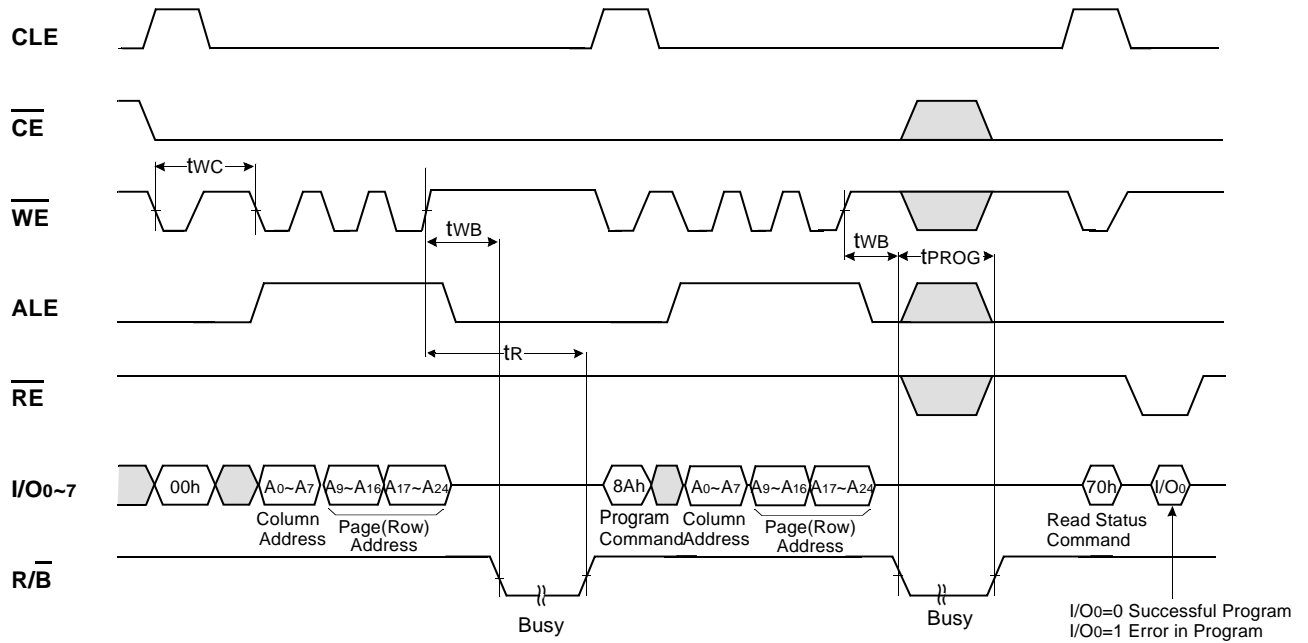 CLE
CE
tWC
WE
tWB
tWB
tPROG
ALE
tR
RE
I/O0~7
00h
A0~A7
A9~A16
A17~A24
8Ah
A0~A7
A9~A16
A17~A24
70h
I/O0
Column
Address
Page(Row)
Address
Program
Command
Column
Address
Page(Row)
Address
Read Status
Command
R/B
Busy
Busy
I/O0=0 Successful Program
I/O0=1 Error in Program